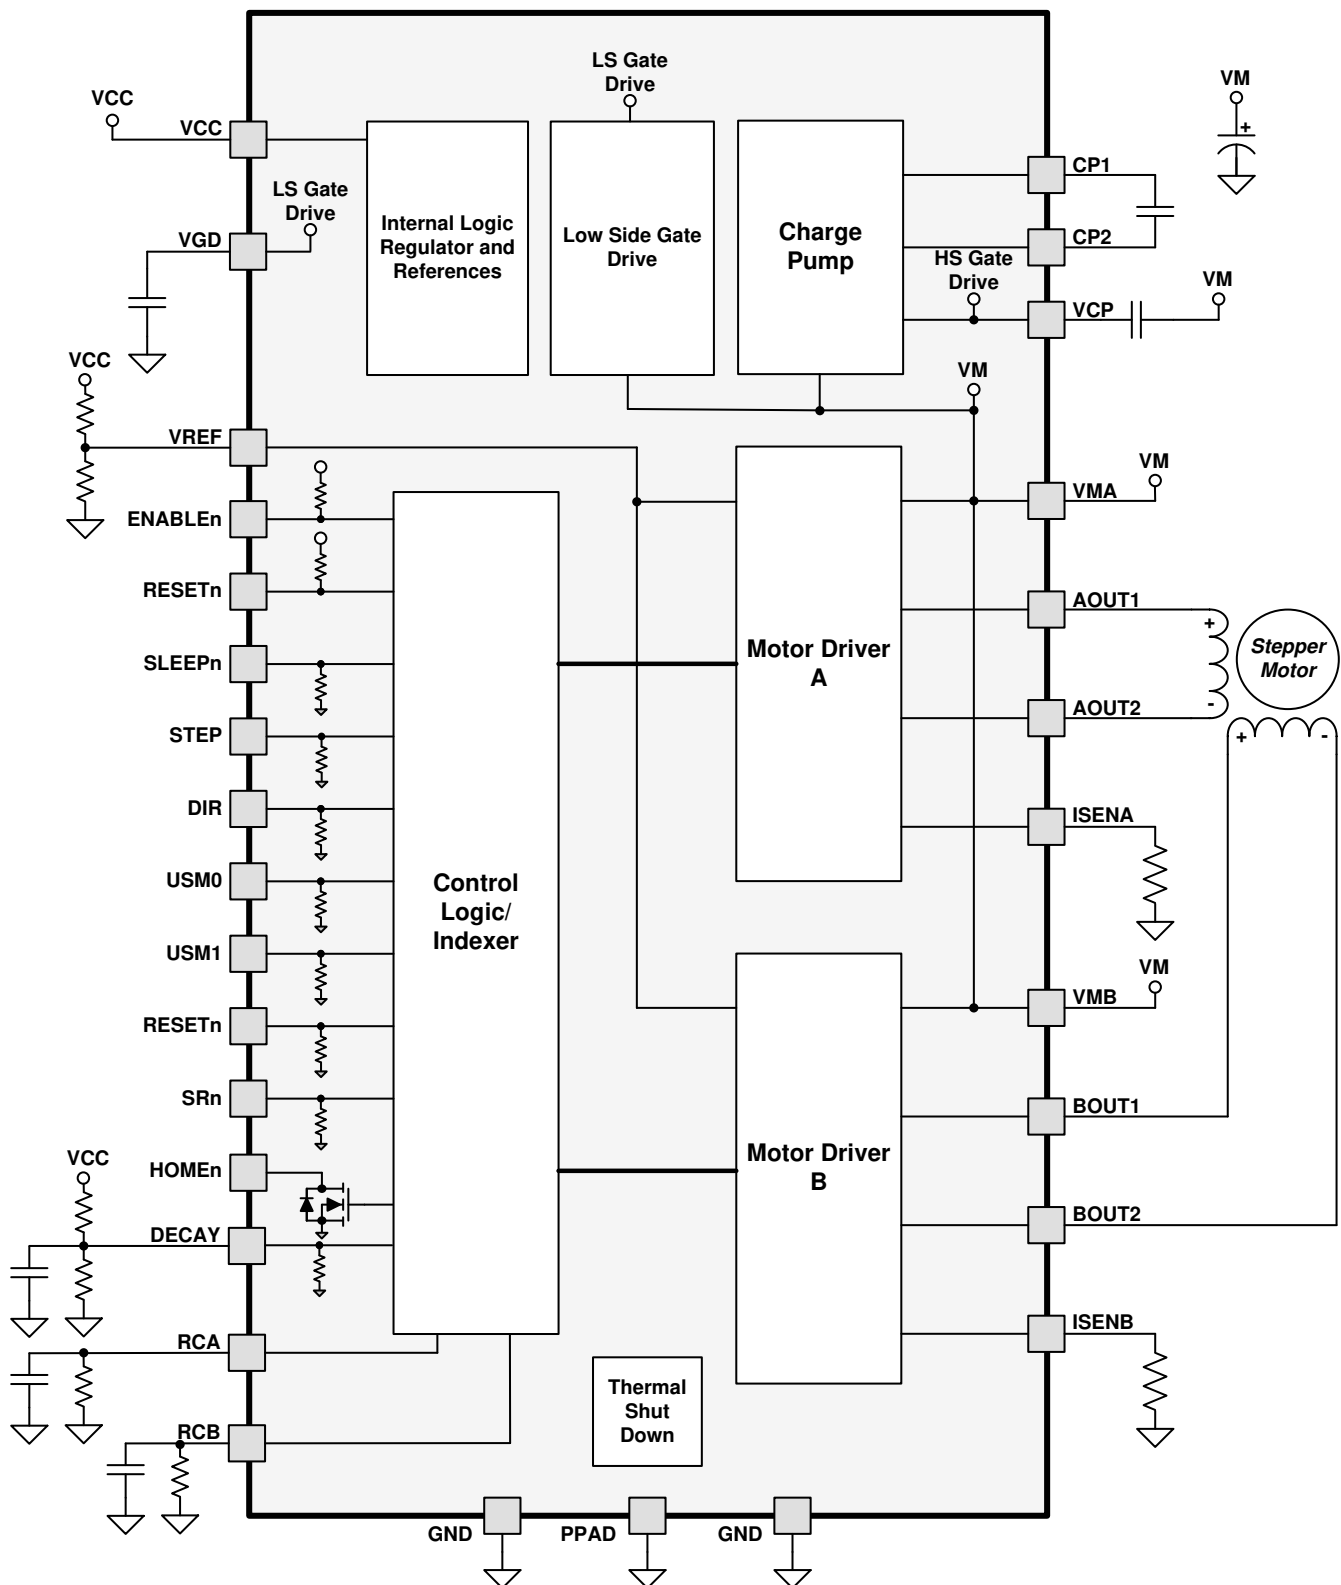 LS Gate
Drive
VM
VCC
VCC
+
CP1
LS Gate
Drive
VGD
Internal Logic
Regulator and
References
Low Side Gate
Drive
Charge
Pump
CP2
HS Gate
Drive
VM
VCP
VCC
VM
VREF
VM
VMA
ENABLEn
RESETn
AOUT1
+
Stepper
Motor
SLEEPn
Motor Driver
A
AOUT2
-
STEP
+
-
DIR
ISENA
USM0
Control
Logic/
Indexer
USM1
VM
VMB
RESETn
SRn
BOUT1
VCC
HOMEn
Motor Driver
B
DECAY
BOUT2
RCA
ISENB
Thermal
Shut
Down
RCB
GND
PPAD
GND